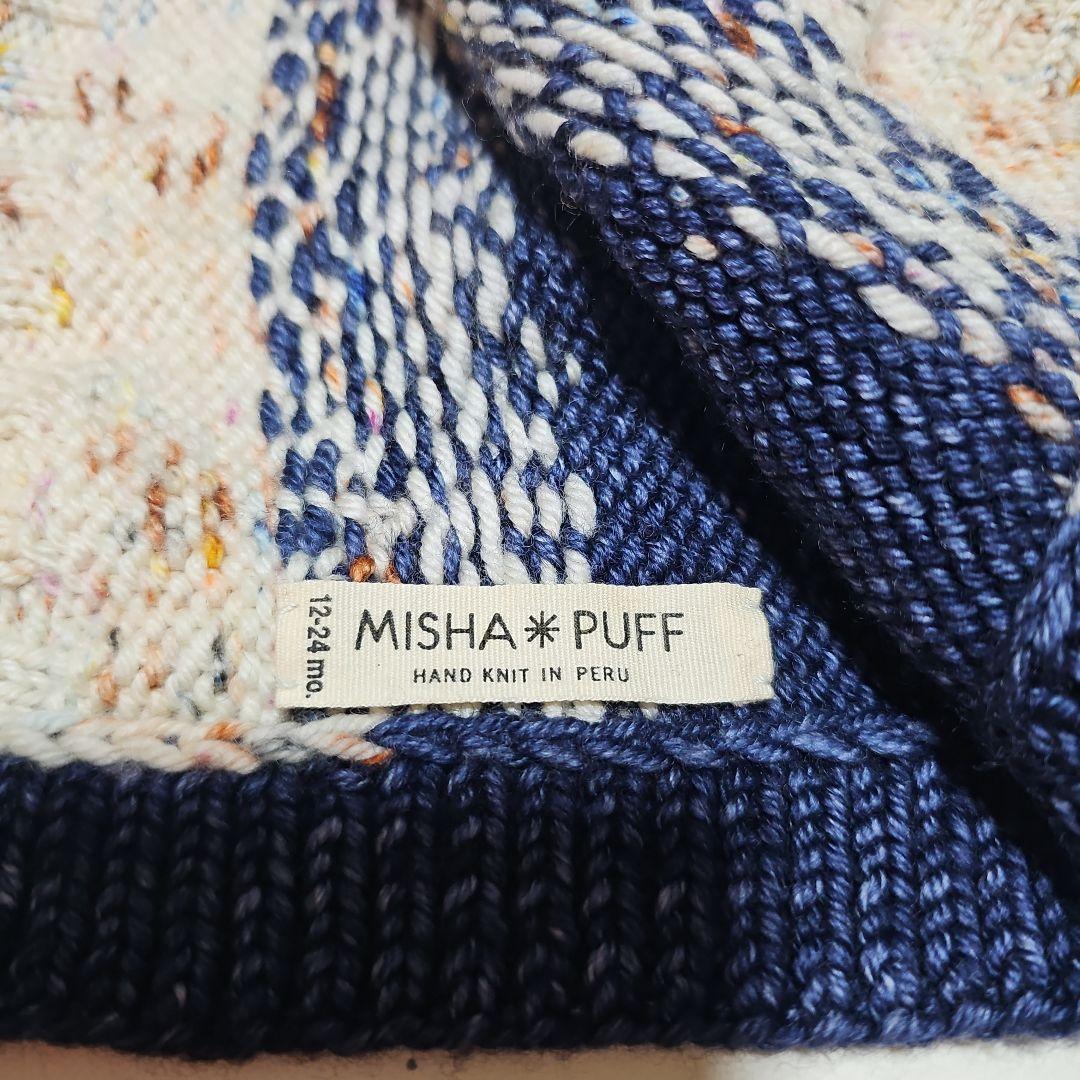 MISHA * PUFF
HAND KNIT IN PERU
12-24 mo.